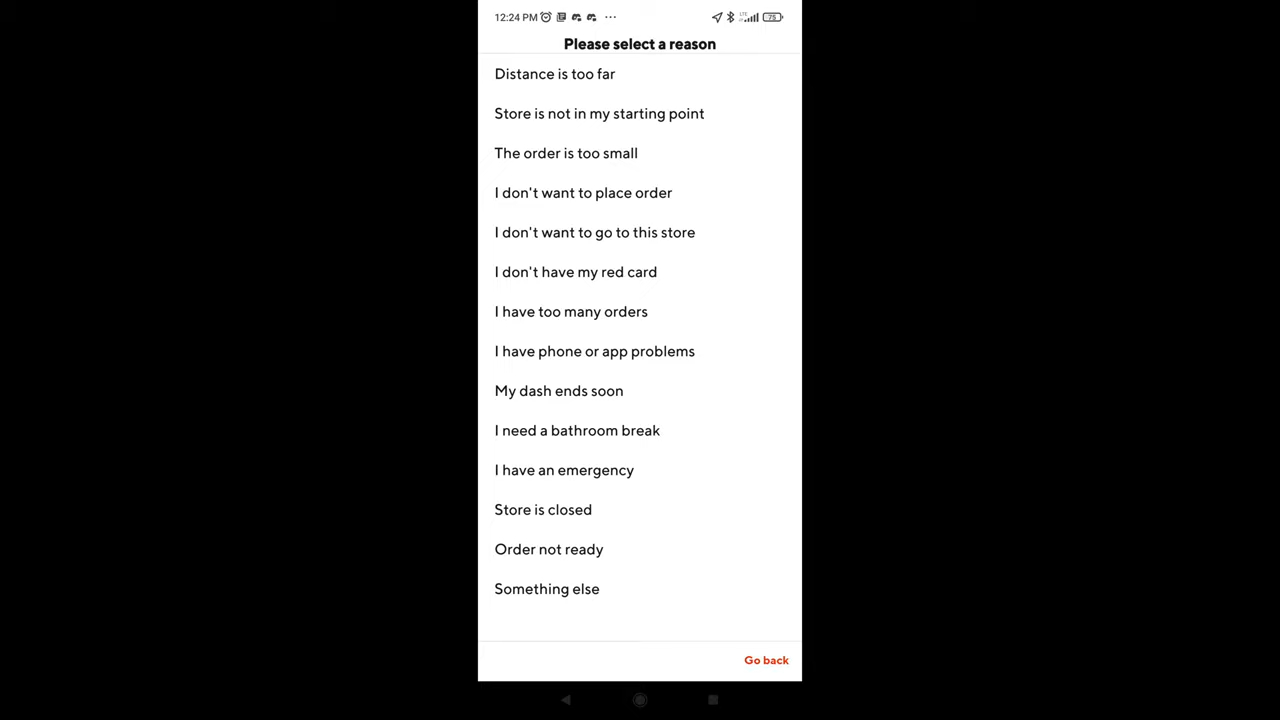 12:24 PM
LTE
75
Please select a reason
Distance is too far
Store is not in my starting point
The order is too small
I don't want to place order
I don't want to go to this store
I don't have my red card
I have too many orders
I have phone or app problems
My dash ends soon
I need a bathroom break
I have an emergency
Store is closed
Order not ready
Something else
Go back